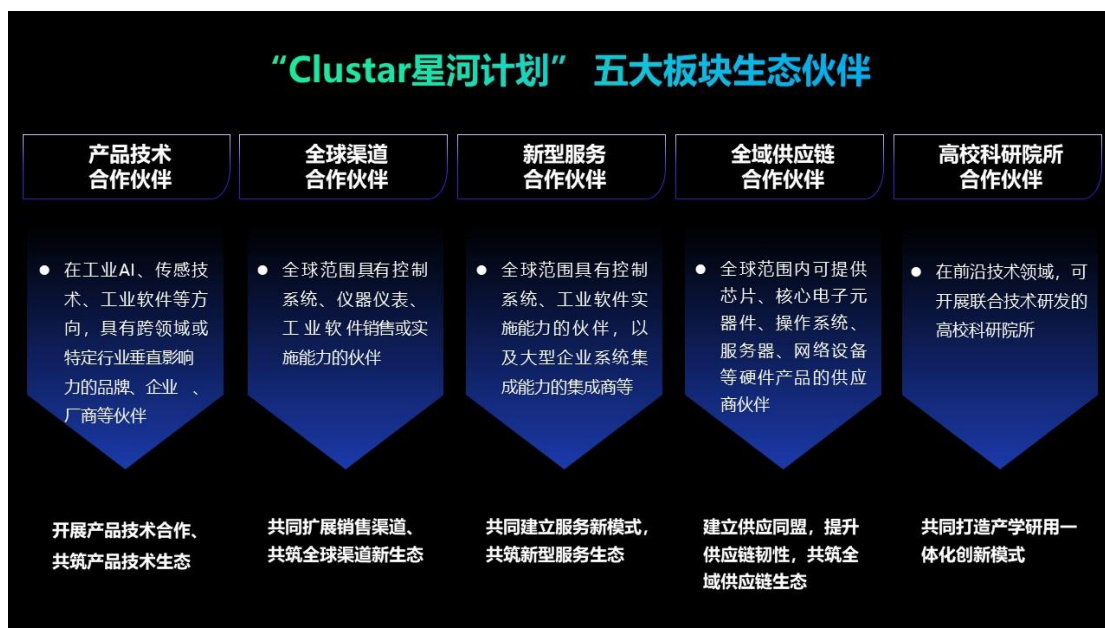 “Clustar星河计划” 五大板块生态伙伴
产品技术
合作伙伴
在工业AI、传感技
术、工业软件等方
向，具有跨领域或
特定行业垂直影响
力的品牌、企业 、
厂商等伙伴
开展产品技术合作、
共筑产品技术生态
全球渠道
合作伙伴
全球范围具有控制
系统、仪器仪表、
工业软件销售或实
施能力的伙伴
共同扩展销售渠道、
共筑全球渠道新生态
新型服务
合作伙伴
全球范围具有控制
系统、工业软件实
施能力的伙伴，以
及大型企业系统集
成能力的集成商等
共同建立服务新模式，
共筑新型服务生态
全域供应链
合作伙伴
全球范围内可提供
芯片、核心电子元
器件、操作系统、
服务器、网络设备
等硬件产品的供应
商伙伴
建立供应同盟，提升
供应链韧性，共筑全
域供应链生态
高校科研院所
合作伙伴
在前沿技术领域，可
开展联合技术研发的
高校科研院所
共同打造产学研用一
体化创新模式